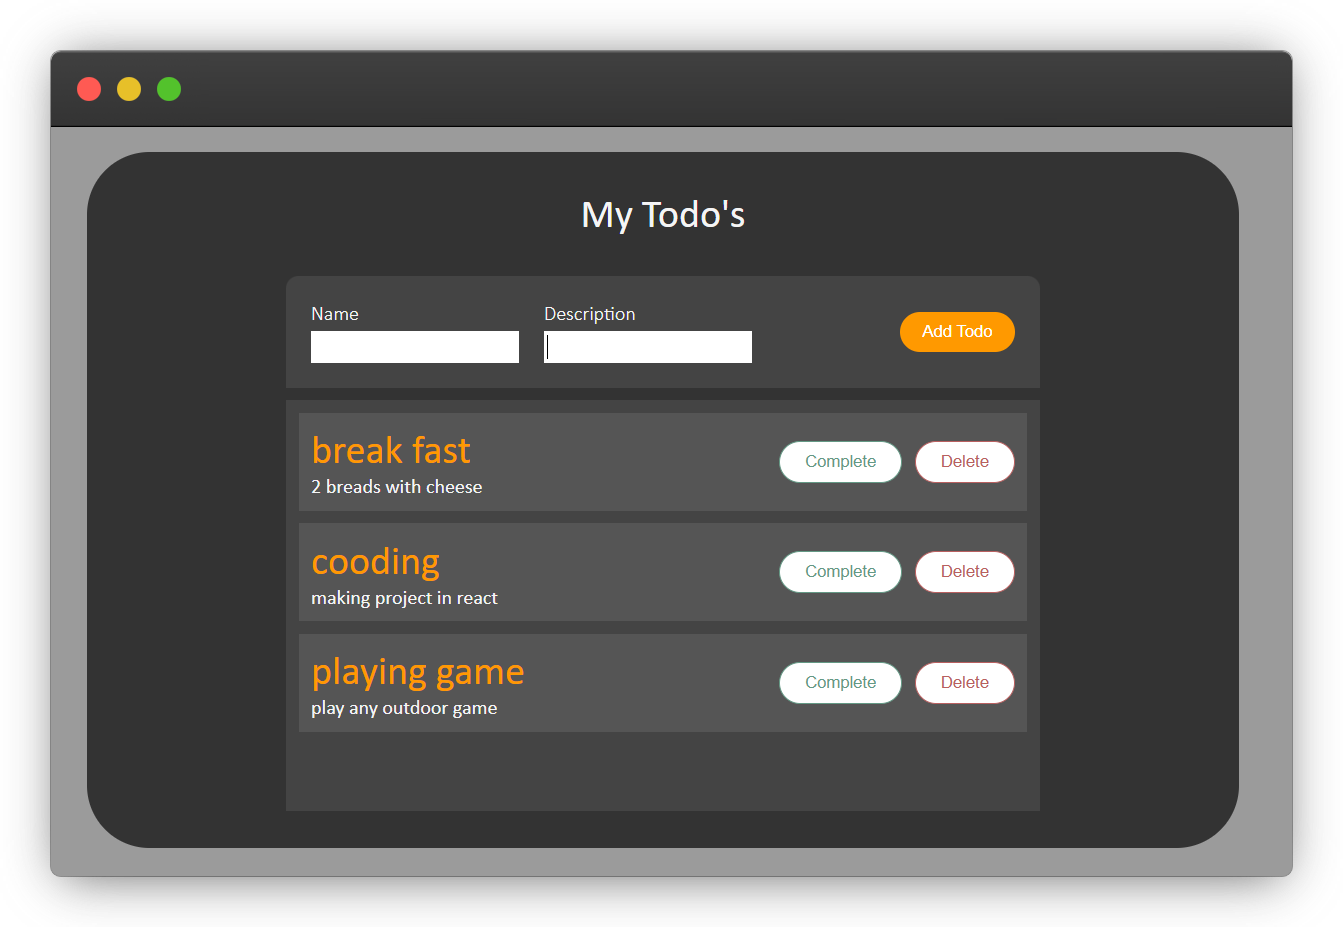 My Todo's
Name
Description
Add Todo
break fast
2 breads with cheese
Complete
Delete
cooding
making project in react
Complete
Delete
playing game
play any outdoor game
Complete
Delete